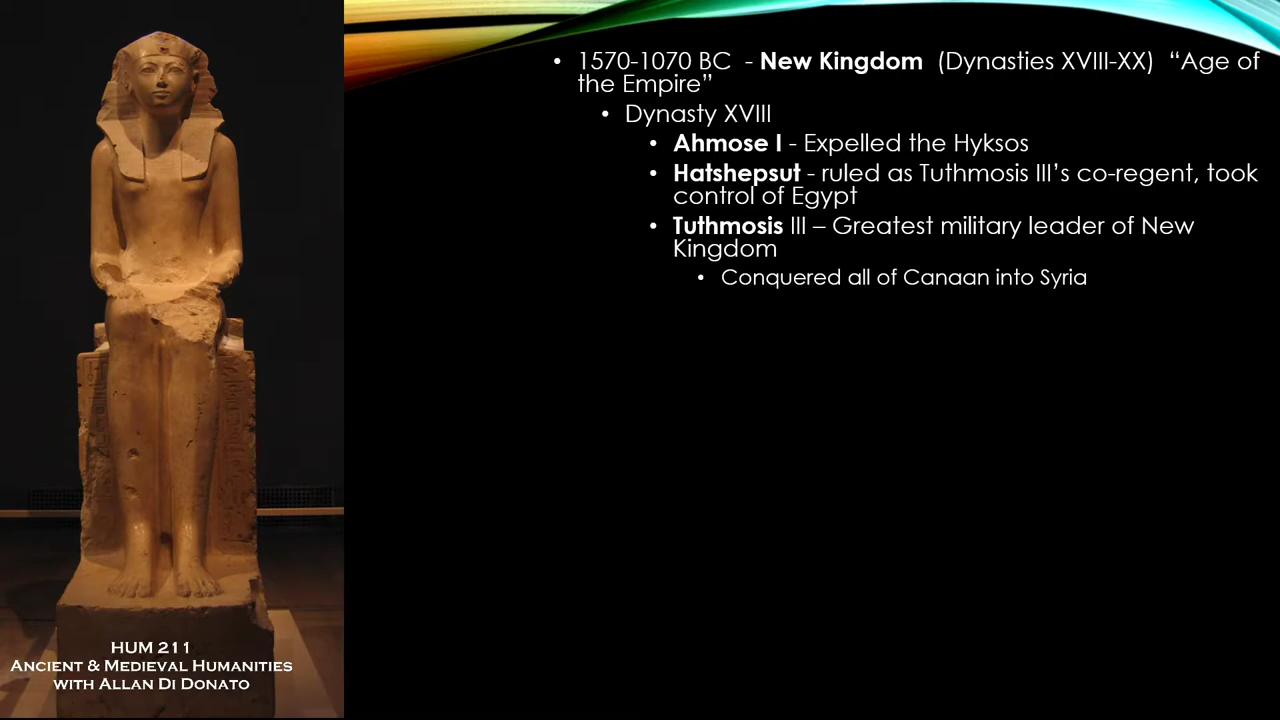 • 1570-1070 BC - New Kingdom (Dynasties XVIII-XX) “Age of
the Empire”
• Dynasty XVIII
• Ahmose I - Expelled the Hyksos
• Hatshepsut - ruled as Tuthmosis III’s co-regent, took
control of Egypt
• Tuthmosis III – Greatest military leader of New
Kingdom
• Conquered all of Canaan into Syria
HUM 211
Ancient & Medieval Humanities
with Allan Di Donato